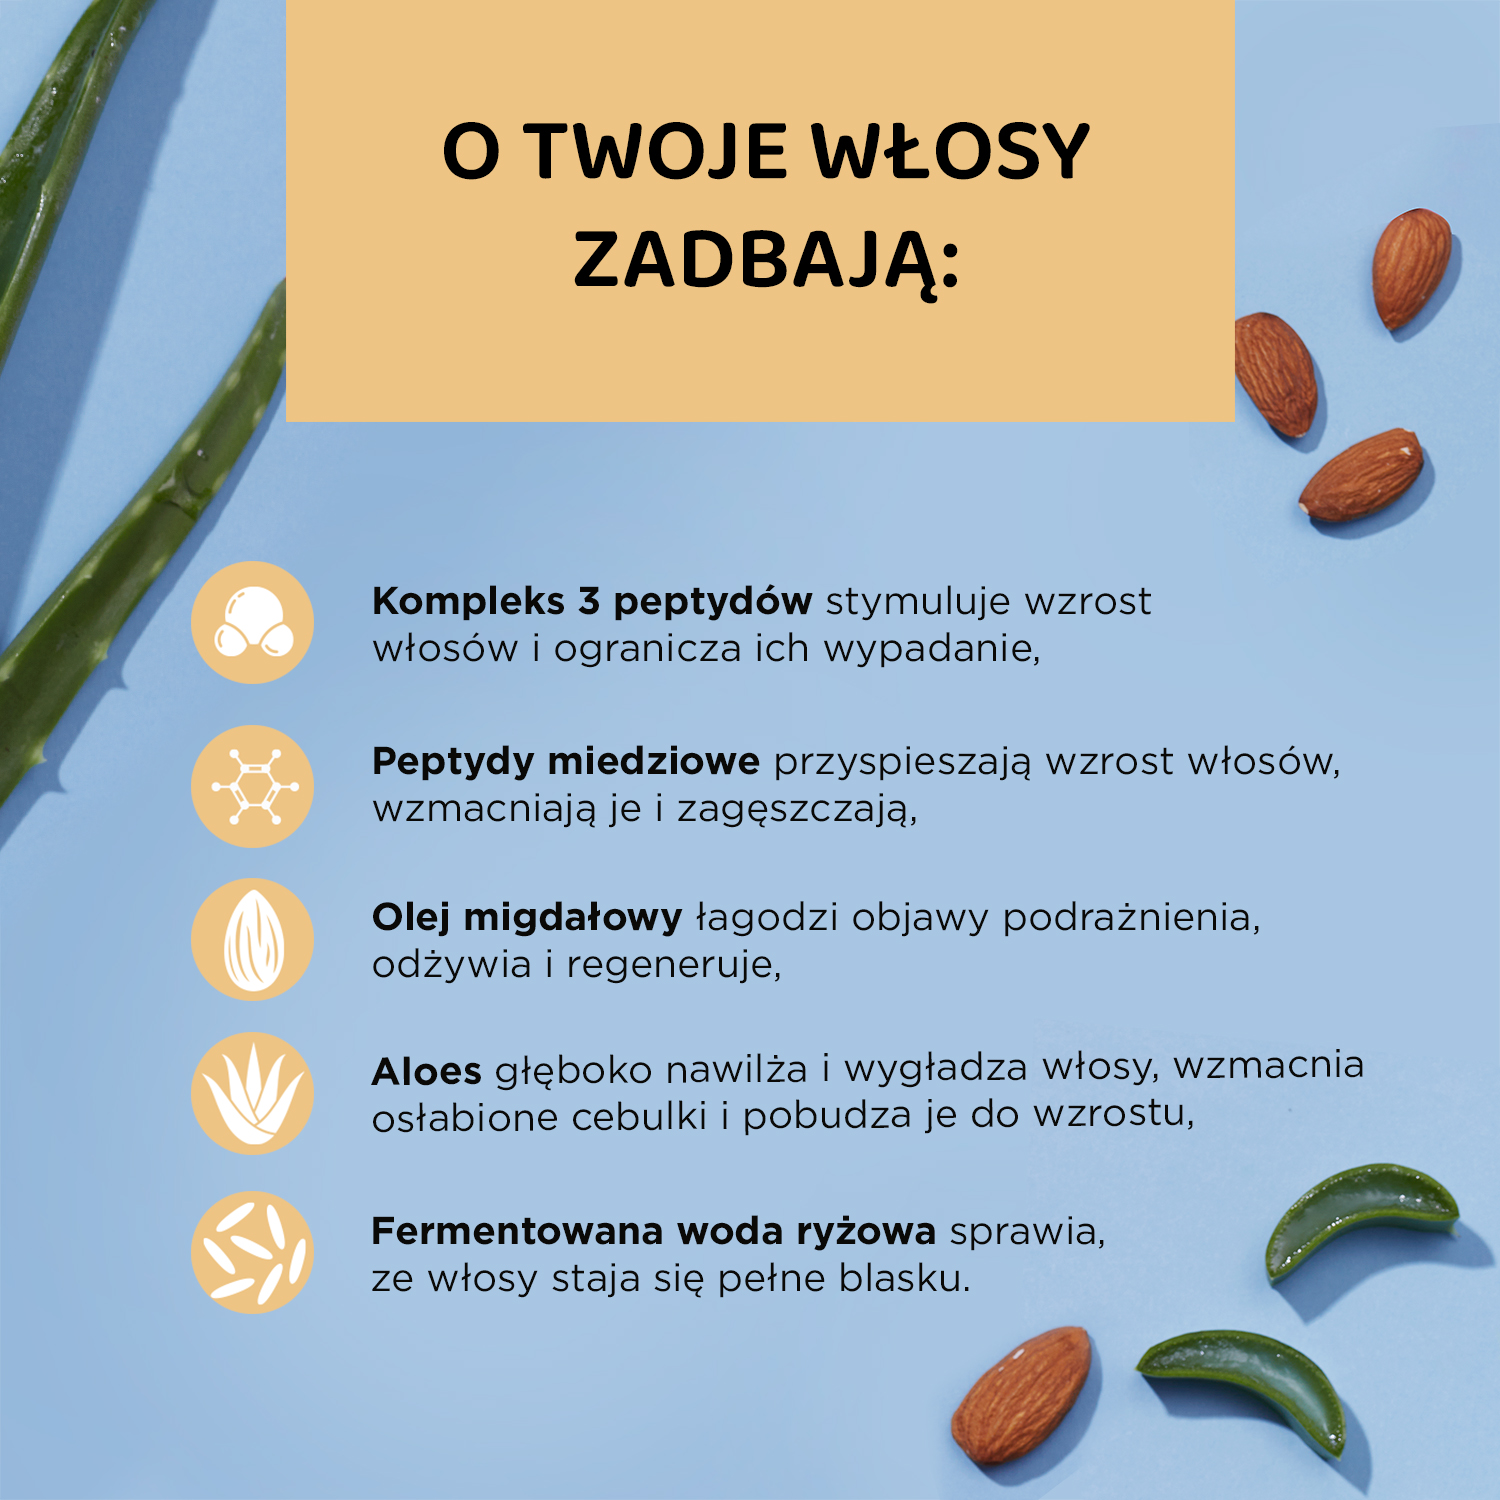 O TWOJE WŁOSY
ZADBAJĄ:
Kompleks 3 peptydów stymuluje wzrost
włosów i ogranicza ich wypadanie,
Peptydy miedziowe przyspieszają wzrost włosów,
wzmacniają je i zagęszczają,
Olej migdałowy łagodzi objawy podrażnienia,
odżywia i regeneruje,
Aloes głęboko nawilża i wygładza włosy, wzmacnia
osłabione cebulki i pobudza je do wzrostu,
Fermentowana woda ryżowa sprawia,
ze włosy staja się pełne blasku.